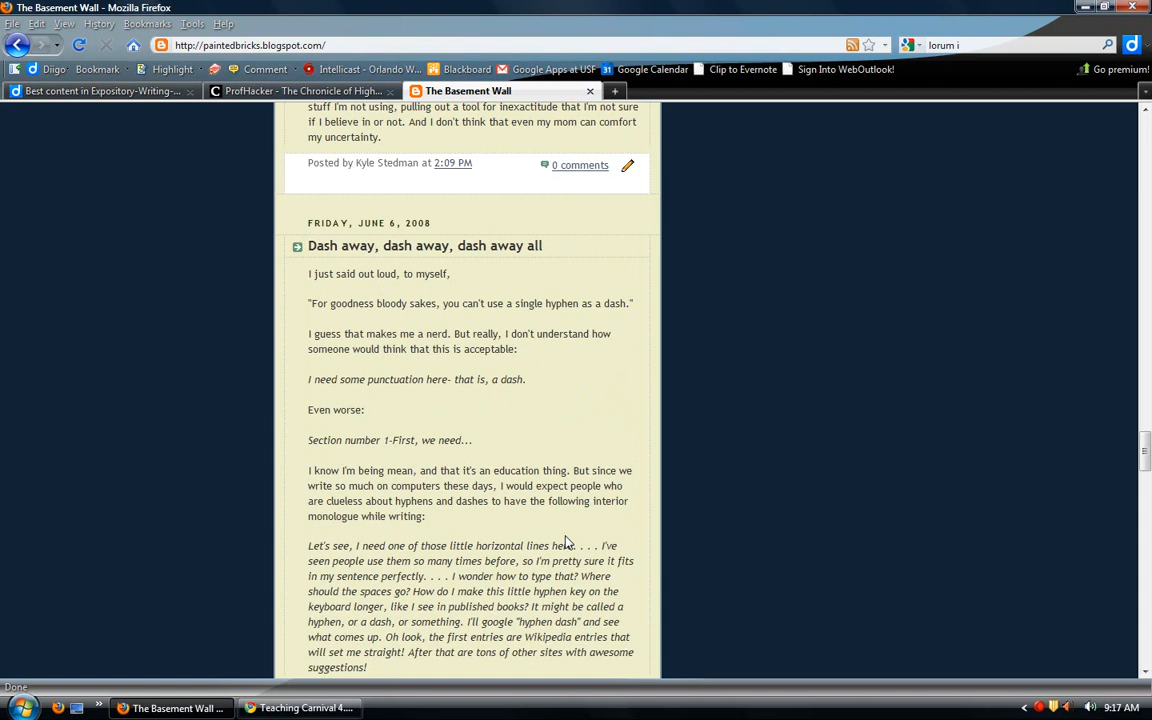 The Basement Wall - Mozilla Firefox
File Edit View History Bookmarks Tools Help
http://paintedbricks.blogspot.com/
lorum i
Diigo Bookmark Highlight Comment Intellicast - Orlando W... Blackboard Google Apps at USF 31 Google Calendar Clip to Evernote Sign Into WebOutlook! Go premium!
Best content in Expository-Writing-... ProfHacker - The Chronicle of High... The Basement Wall
stuff I'm not using, pulling out a tool for inexactitude that I'm not sure
if I believe in or not. And I don't think that even my mom can comfort
my uncertainty.
Posted by Kyle Stedman at 2:09 PM 0 comments
FRIDAY, JUNE 6, 2008
Dash away, dash away, dash away all
I just said out loud, to myself,
"For goodness bloody sakes, you can't use a single hyphen as a dash."
I guess that makes me a nerd. But really, I don't understand how
someone would think that this is acceptable:
I need some punctuation here- that is, a dash.
Even worse:
Section number 1-First, we need...
I know I'm being mean, and that it's an education thing. But since we
write so much on computers these days, I would expect people who
are clueless about hyphens and dashes to have the following interior
monologue while writing:
Let's see, I need one of those little horizontal lines here. . . . I've
seen people use them so many times before, so I'm pretty sure it fits
in my sentence perfectly. . . . I wonder how to type that? Where
should the spaces go? How do I make this little hyphen key on the
keyboard longer, like I see in published books? It might be called a
hyphen, or a dash, or something. I'll google "hyphen dash" and see
what comes up. Oh look, the first entries are Wikipedia entries that
will set me straight! After that are tons of other sites with awesome
suggestions!
Done
The Basement Wall ... Teaching Carnival 4.... 9:17 AM